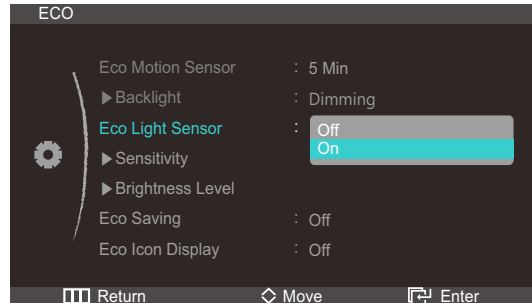 ECO
Eco Motion Sensor : 5 Min
▶Backlight : Dimming
Eco Light Sensor : Off
On
▶Sensitivity
▶Brightness Level
Eco Saving : Off
Eco Icon Display : Off
Return Move Enter